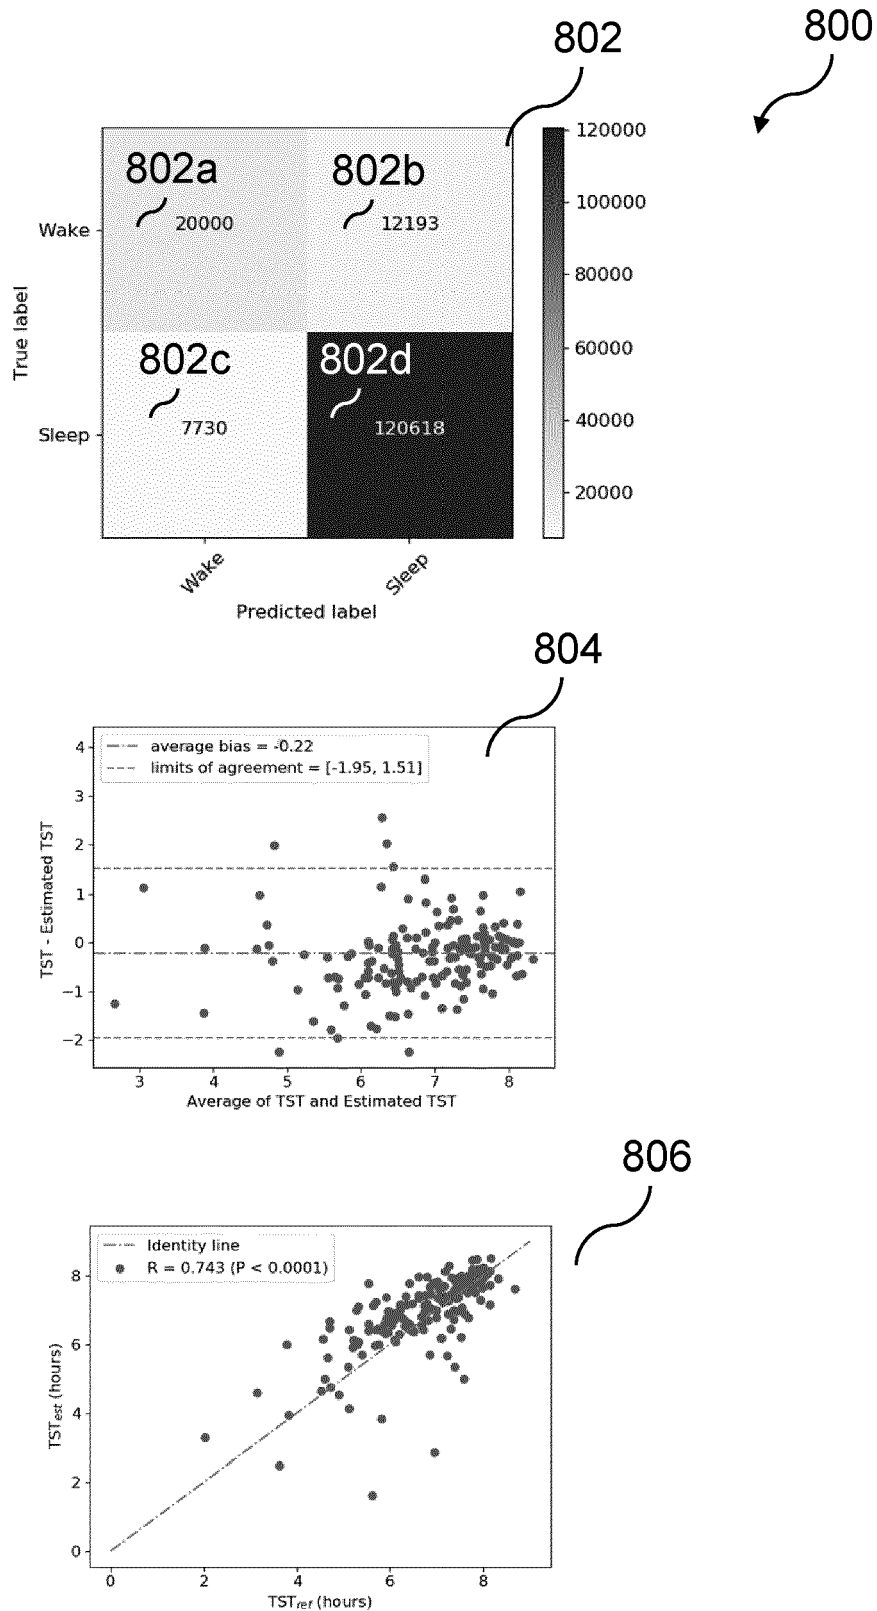 800
802
802a
802b
20000
12193
Wake
802c
802d
7730
120618
Sleep
True label
Wake
Sleep
Predicted label
120000
100000
80000
60000
40000
20000
804
average bias = -0.22
limits of agreement = [-1.95, 1.51]
4
3
2
1
0
−1
−2
TST - Estimated TST
3
4
5
6
7
8
Average of TST and Estimated TST
806
Identity line
R = 0.743 (P < 0.0001)
8
6
4
2
0
TSTest (hours)
0
2
4
6
8
TSTref (hours)